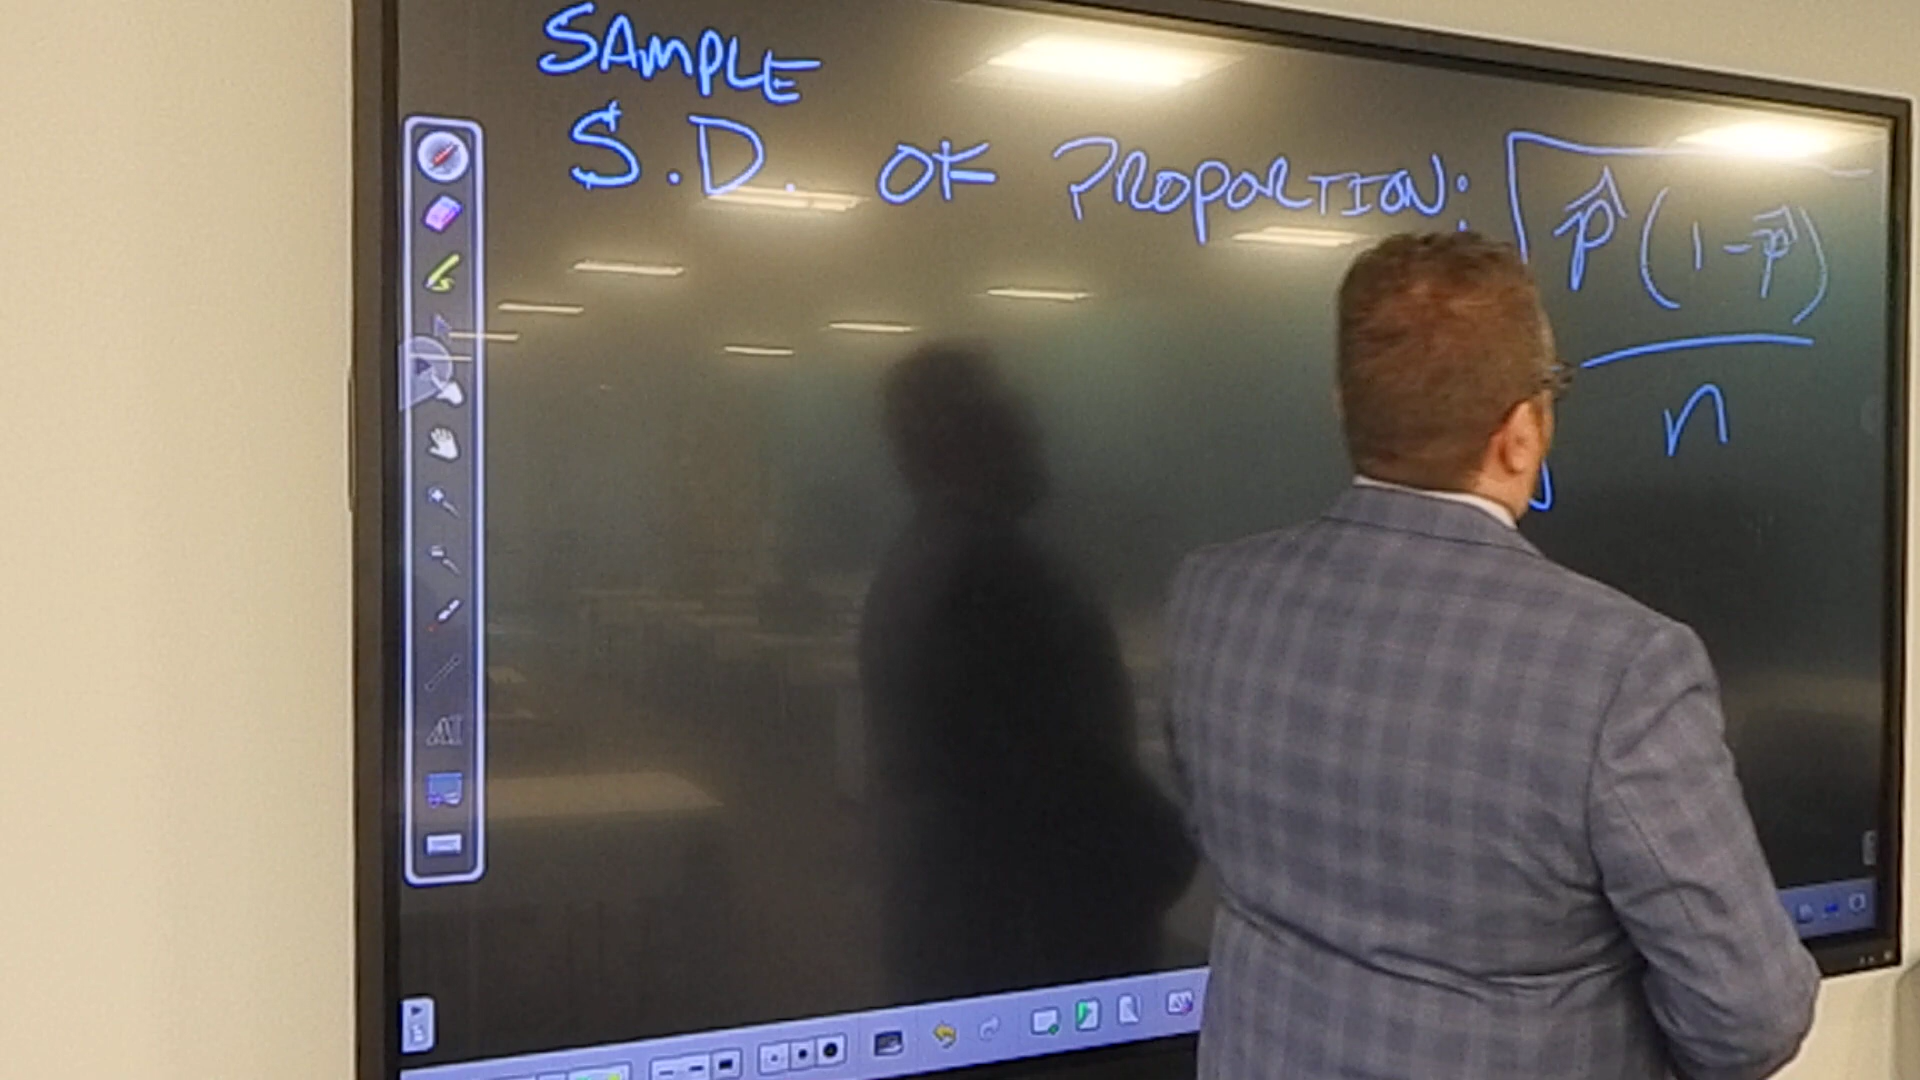 SAMPLE
S.D. OF PROPORTION: √(p̂(1-p̂)/n)